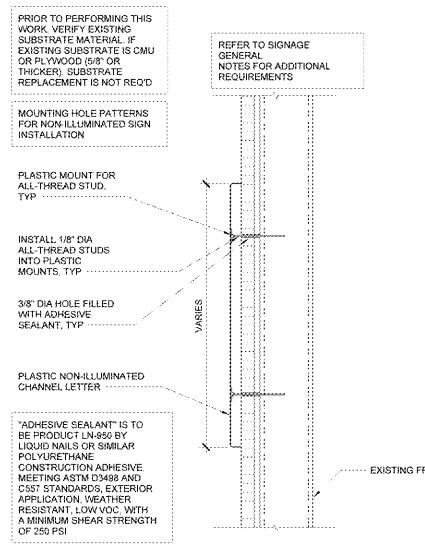 PRIOR TO PERFORMING THIS
WORK, VERIFY EXISTING
SUBSTRATE MATERIAL. IF
EXISTING SUBSTRATE IS CMU
OR PLYWOOD (5/8" OR
THICKER). SUBSTRATE
REPLACEMENT IS NOT REQ'D
REFER TO SIGNAGE
GENERAL
NOTES FOR ADDITIONAL
REQUIREMENTS
MOUNTING HOLE PATTERNS
FOR NON-ILLUMINATED SIGN
INSTALLATION
PLASTIC MOUNT FOR
ALL-THREAD STUD,
TYP
INSTALL 1/8" DIA
ALL-THREAD STUDS
INTO PLASTIC
MOUNTS, TYP
3/8" DIA HOLE FILLED
WITH ADHESIVE
SEALANT, TYP
VARIES
PLASTIC NON-ILLUMINATED
CHANNEL LETTER
"ADHESIVE SEALANT" IS TO
BE PRODUCT LN-950 BY
LIQUID NAILS OR SIMILAR
POLYURETHANE
CONSTRUCTION ADHESIVE,
MEETING ASTM D3498 AND
C557 STANDARDS, EXTERIOR
APPLICATION, WEATHER
RESISTANT, LOW VOC, WITH
A MINIMUM SHEAR STRENGTH
OF 250 PSI
EXISTING